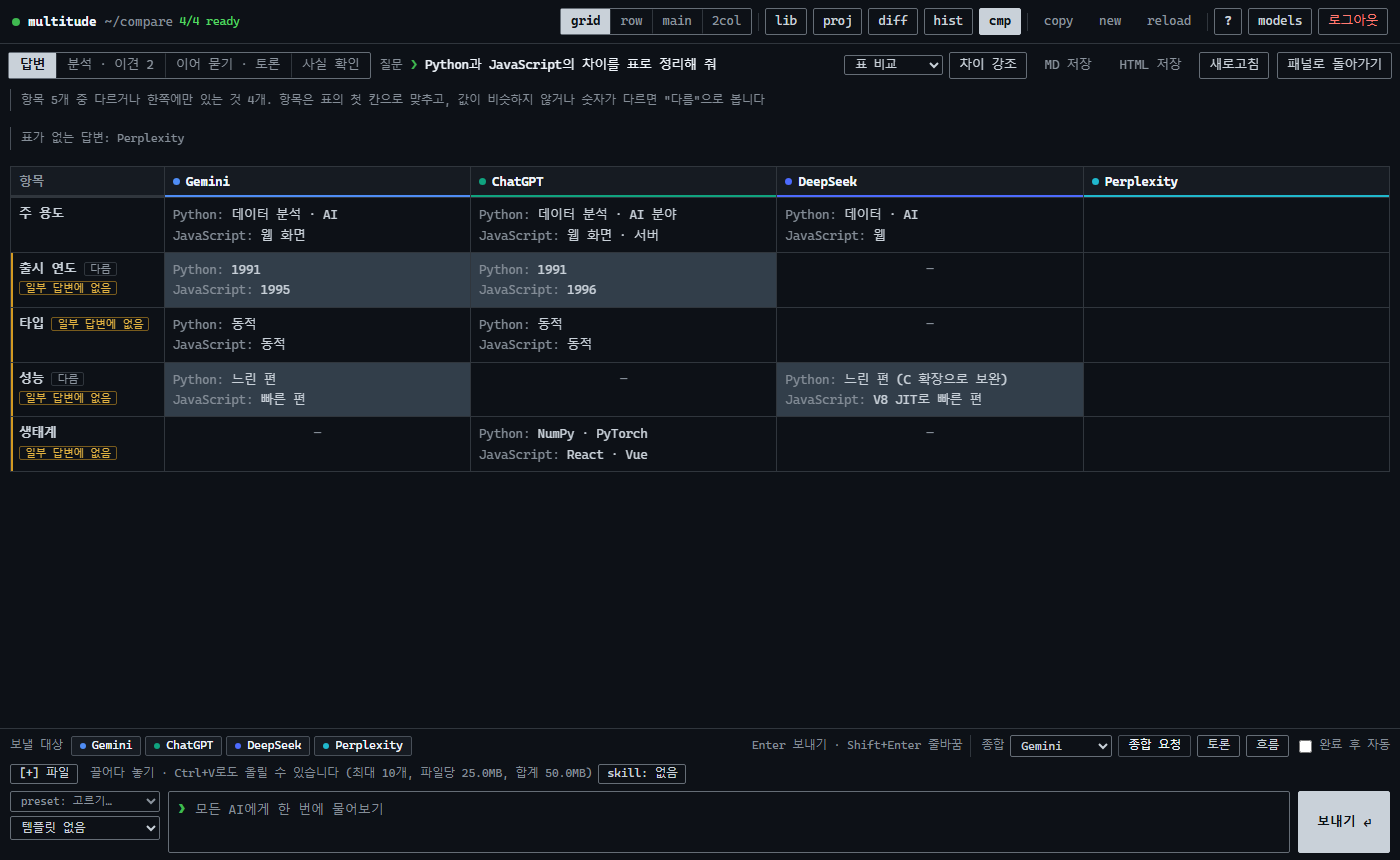 multitude ~/compare 4/4 ready grid row main 2col lib proj diff hist cmp copy new reload ? models 로그아웃
답변 분석 · 이견 2 이어 묻기 · 토론 사실 확인 질문 ❯ Python과 JavaScript의 차이를 표로 정리해 줘 표 비교 차이 강조 MD 저장 HTML 저장 새로고침 패널로 돌아가기
항목 5개 중 다르거나 한쪽에만 있는 것 4개. 항목은 표의 첫 칸으로 맞추고, 값이 비슷하지 않거나 숫자가 다르면 "다름"으로 봅니다
표가 없는 답변: Perplexity
항목 Gemini ChatGPT DeepSeek Perplexity
주 용도 Python: 데이터 분석 · AI Python: 데이터 분석 · AI 분야 Python: 데이터 · AI
JavaScript: 웹 화면 JavaScript: 웹 화면 · 서버 JavaScript: 웹
출시 연도 다름 Python: 1991 Python: 1991 —
일부 답변에 없음 JavaScript: 1995 JavaScript: 1996
타입 일부 답변에 없음 Python: 동적 Python: 동적 —
JavaScript: 동적 JavaScript: 동적
성능 다름 Python: 느린 편 — Python: 느린 편 (C 확장으로 보완)
일부 답변에 없음 JavaScript: 빠른 편 JavaScript: V8 JIT로 빠른 편
생태계 — Python: NumPy · PyTorch —
일부 답변에 없음 JavaScript: React · Vue
보낼 대상 Gemini ChatGPT DeepSeek Perplexity Enter 보내기 · Shift+Enter 줄바꿈 종합 Gemini 종합 요청 토론 흐름 완료 후 자동
[+] 파일 끌어다 놓기 · Ctrl+V로도 올릴 수 있습니다 (최대 10개, 파일당 25.0MB, 합계 50.0MB) skill: 없음
preset: 고르기… ❯ 모든 AI에게 한 번에 물어보기 보내기 ↵
템플릿 없음